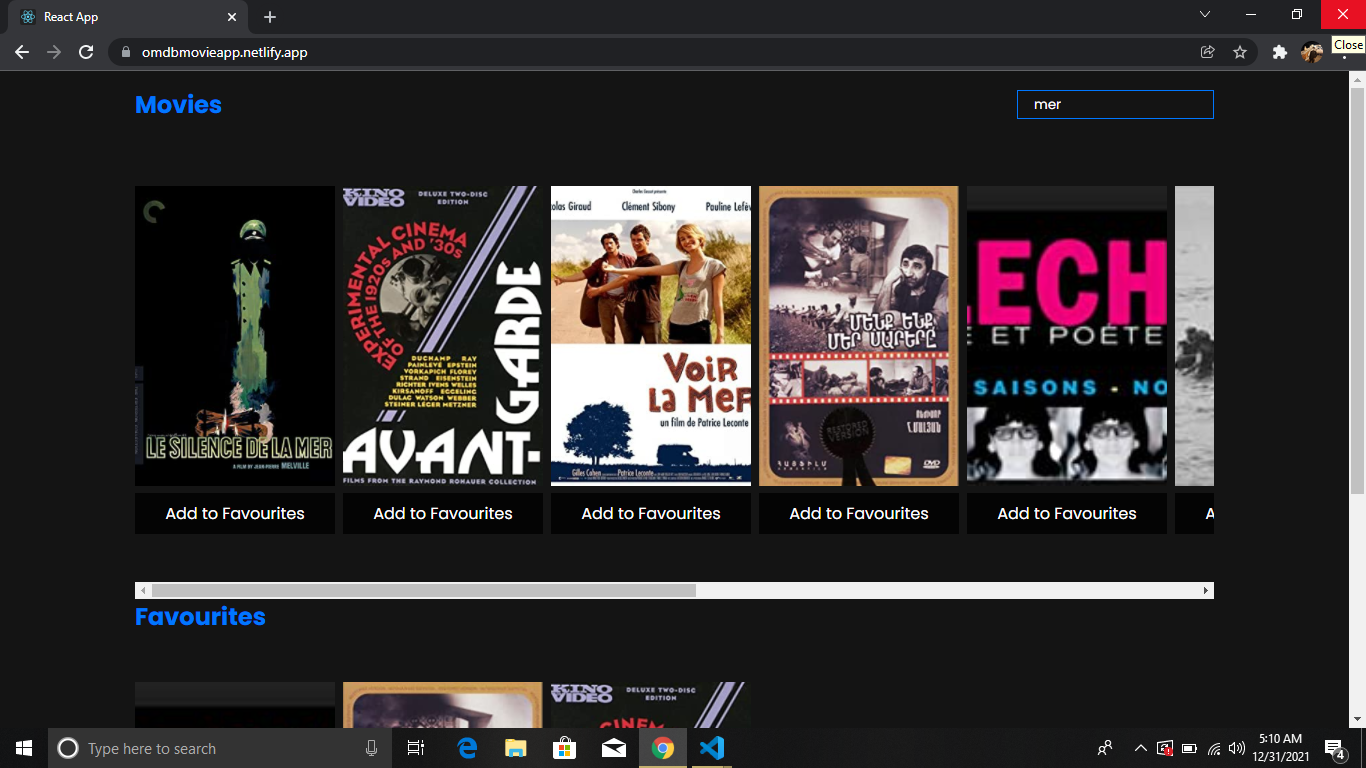 React App
omdbmovieapp.netlify.app
Close
Movies
mer
LE SILENCE DE LA MER
A FILM BY JEAN-PIERRE MELVILLE
KINO VIDEO
DELUXE TWO-DISC
EDITION
EXPERIMENTAL CINEMA
OF THE 1920s AND '30s
DUCHAMP RAY
PAINLEVÉ EPSTEIN
VORKAPICH FLOREY
STRAND EISENSTEIN
RICHTER IVENS WELLES
KIRSANOFF EGGELING
DULAC WATSON WEBBER
STEINER LÉGER METZNER
AVANT-
GARDE
FILMS FROM THE RAYMOND ROHAUER COLLECTION
olas Giraud Clément Sibony Pauline Lefèv
VOIR
LA MER
un film de Patrice Leconte
Gilles Cohen Patrice Leconte
ՄԵՆՔ ԵՆՔ
ՄԵՐ ՍԱՐԵՐԸ
RESTORED
VERSION
DVD
ECH
E ET POÉTE
SAISONS - NO
Add to Favourites
Add to Favourites
Add to Favourites
Add to Favourites
Add to Favourites
A
Favourites
KINO VIDEO
DELUXE TWO-DISC
EDITION
CINEM
Type here to search
5:10 AM
12/31/2021
4